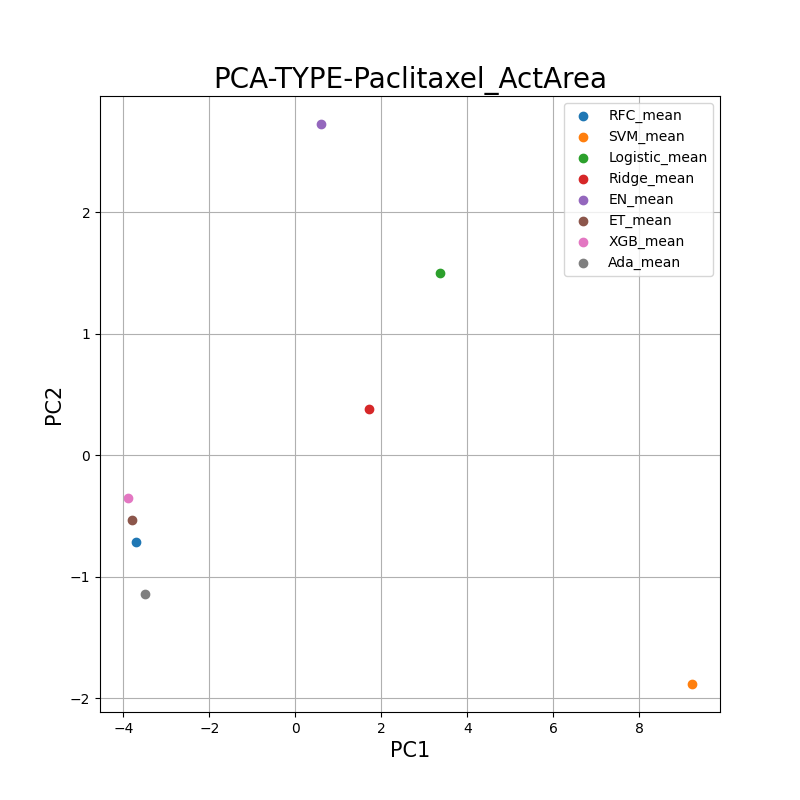 PCA-TYPE-Paclitaxel_ActArea
RFC_mean
SVM_mean
Logistic_mean
Ridge_mean
EN_mean
ET_mean
XGB_mean
Ada_mean
PC2
2
1
0
−1
−2
−4
−2
0
2
4
6
8
PC1